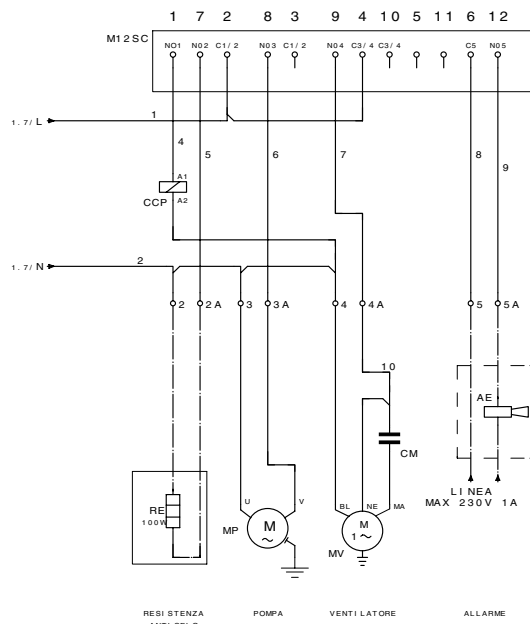 1 7 2 8 3 9 4 10 5 11 6 12
M12SC
NO1 NO2 C1/2 NO3 C1/2 NO4 C3/4 C3/4 C5 NO5
1.7/L 1
4 5 6 7 8 9
A1
CCP
A2
1.7/N 2
2 2A 3 3A 4 4A 5 5A
10
AE
CM
LINEA
MAX 230V 1A
RE
100W
U V
MP M
~
BL NE MA
MV M
1~
RESISTENZA POMPA VENTILATORE ALLARME